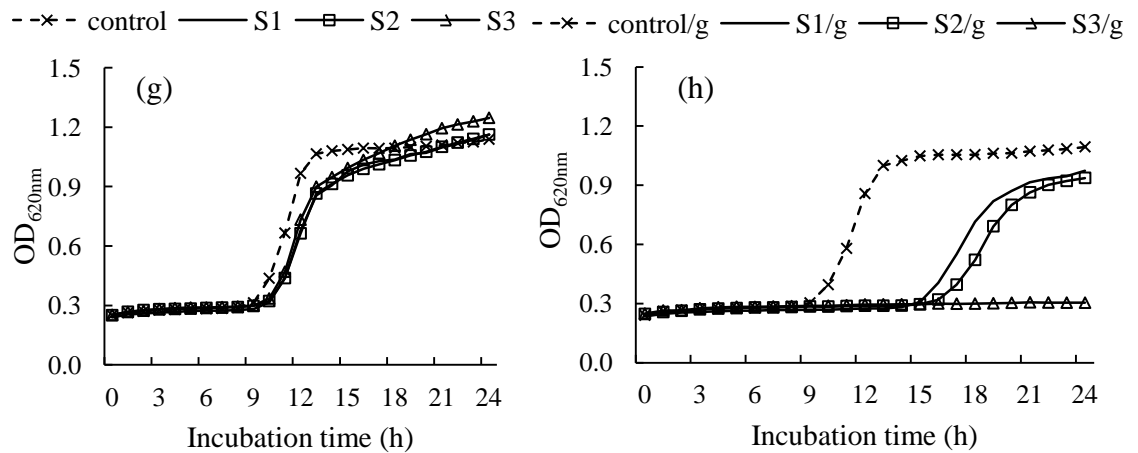 control S1 S2 S3
control/g S1/g S2/g S3/g
(g)
1.5
1.2
0.9
0.6
0.3
0.0
OD620nm
0 3 6 9 12 15 18 21 24
Incubation time (h)
(h)
1.5
1.2
0.9
0.6
0.3
0.0
OD620nm
0 3 6 9 12 15 18 21 24
Incubation time (h)